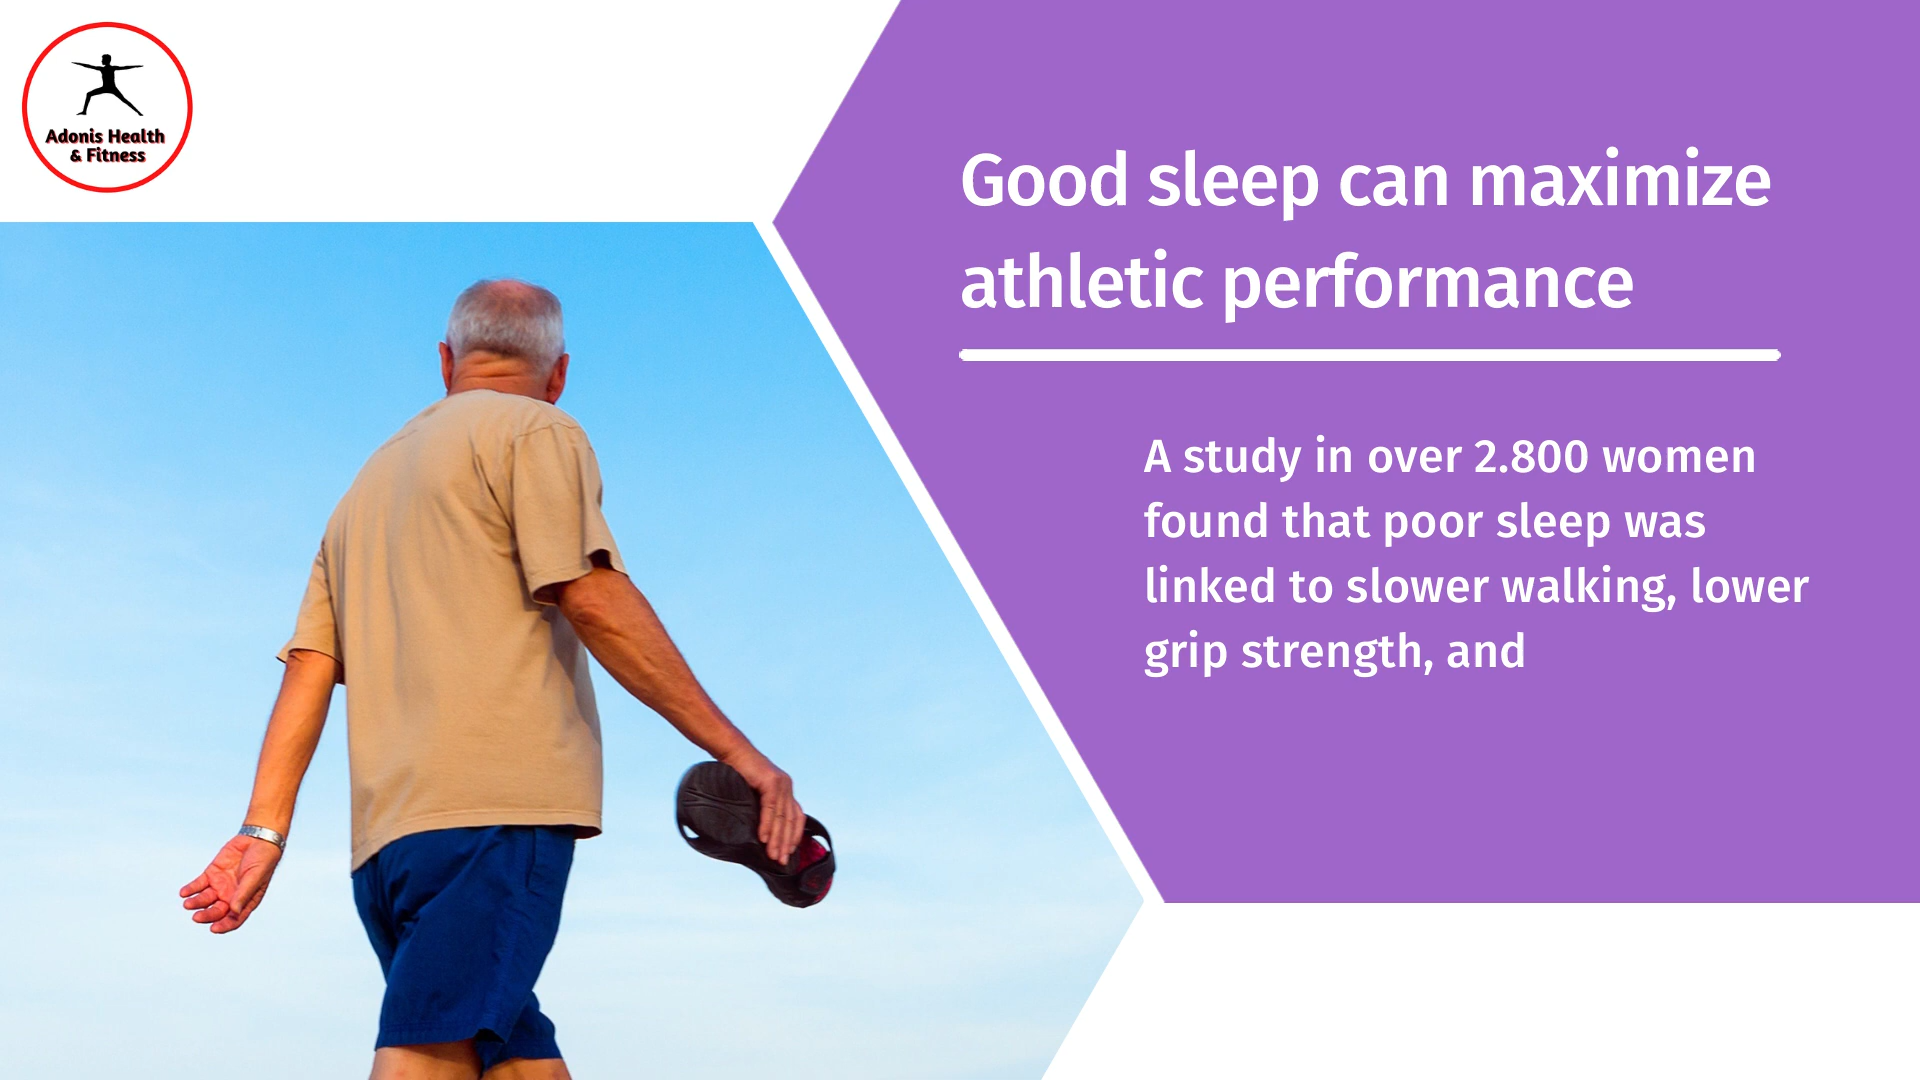 Adonis Health
& Fitness
Good sleep can maximize
athletic performance
A study in over 2.800 women
found that poor sleep was
linked to slower walking, lower
grip strength, and